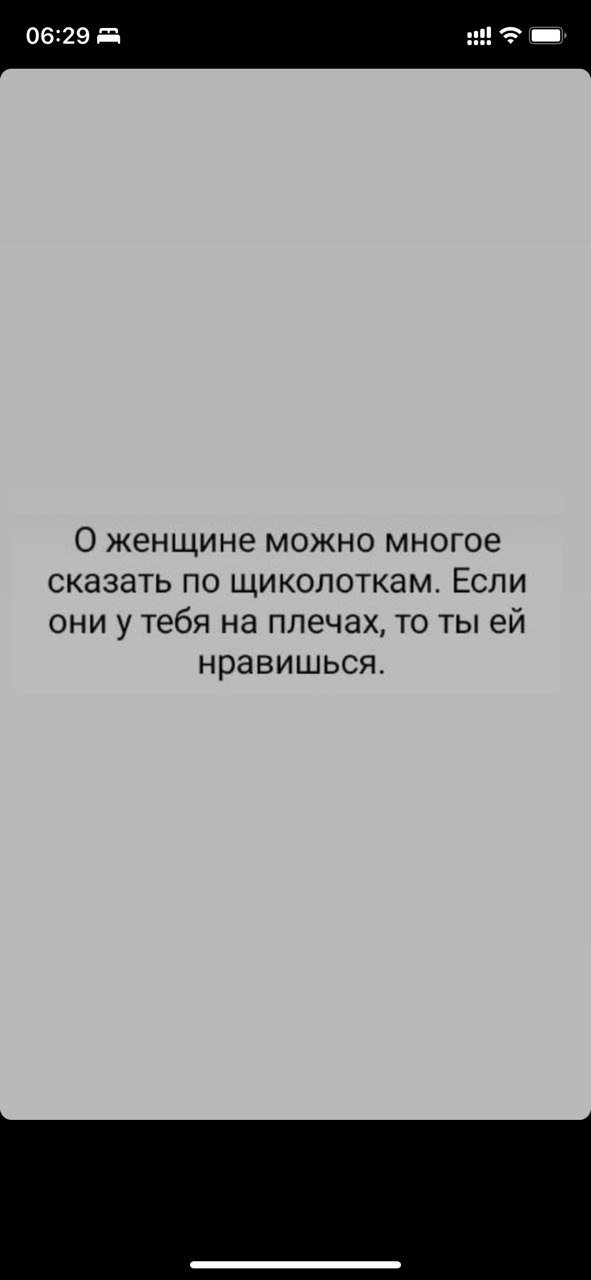 06:29
О женщине можно многое
сказать по щиколоткам. Если
они у тебя на плечах, то ты ей
нравишься.